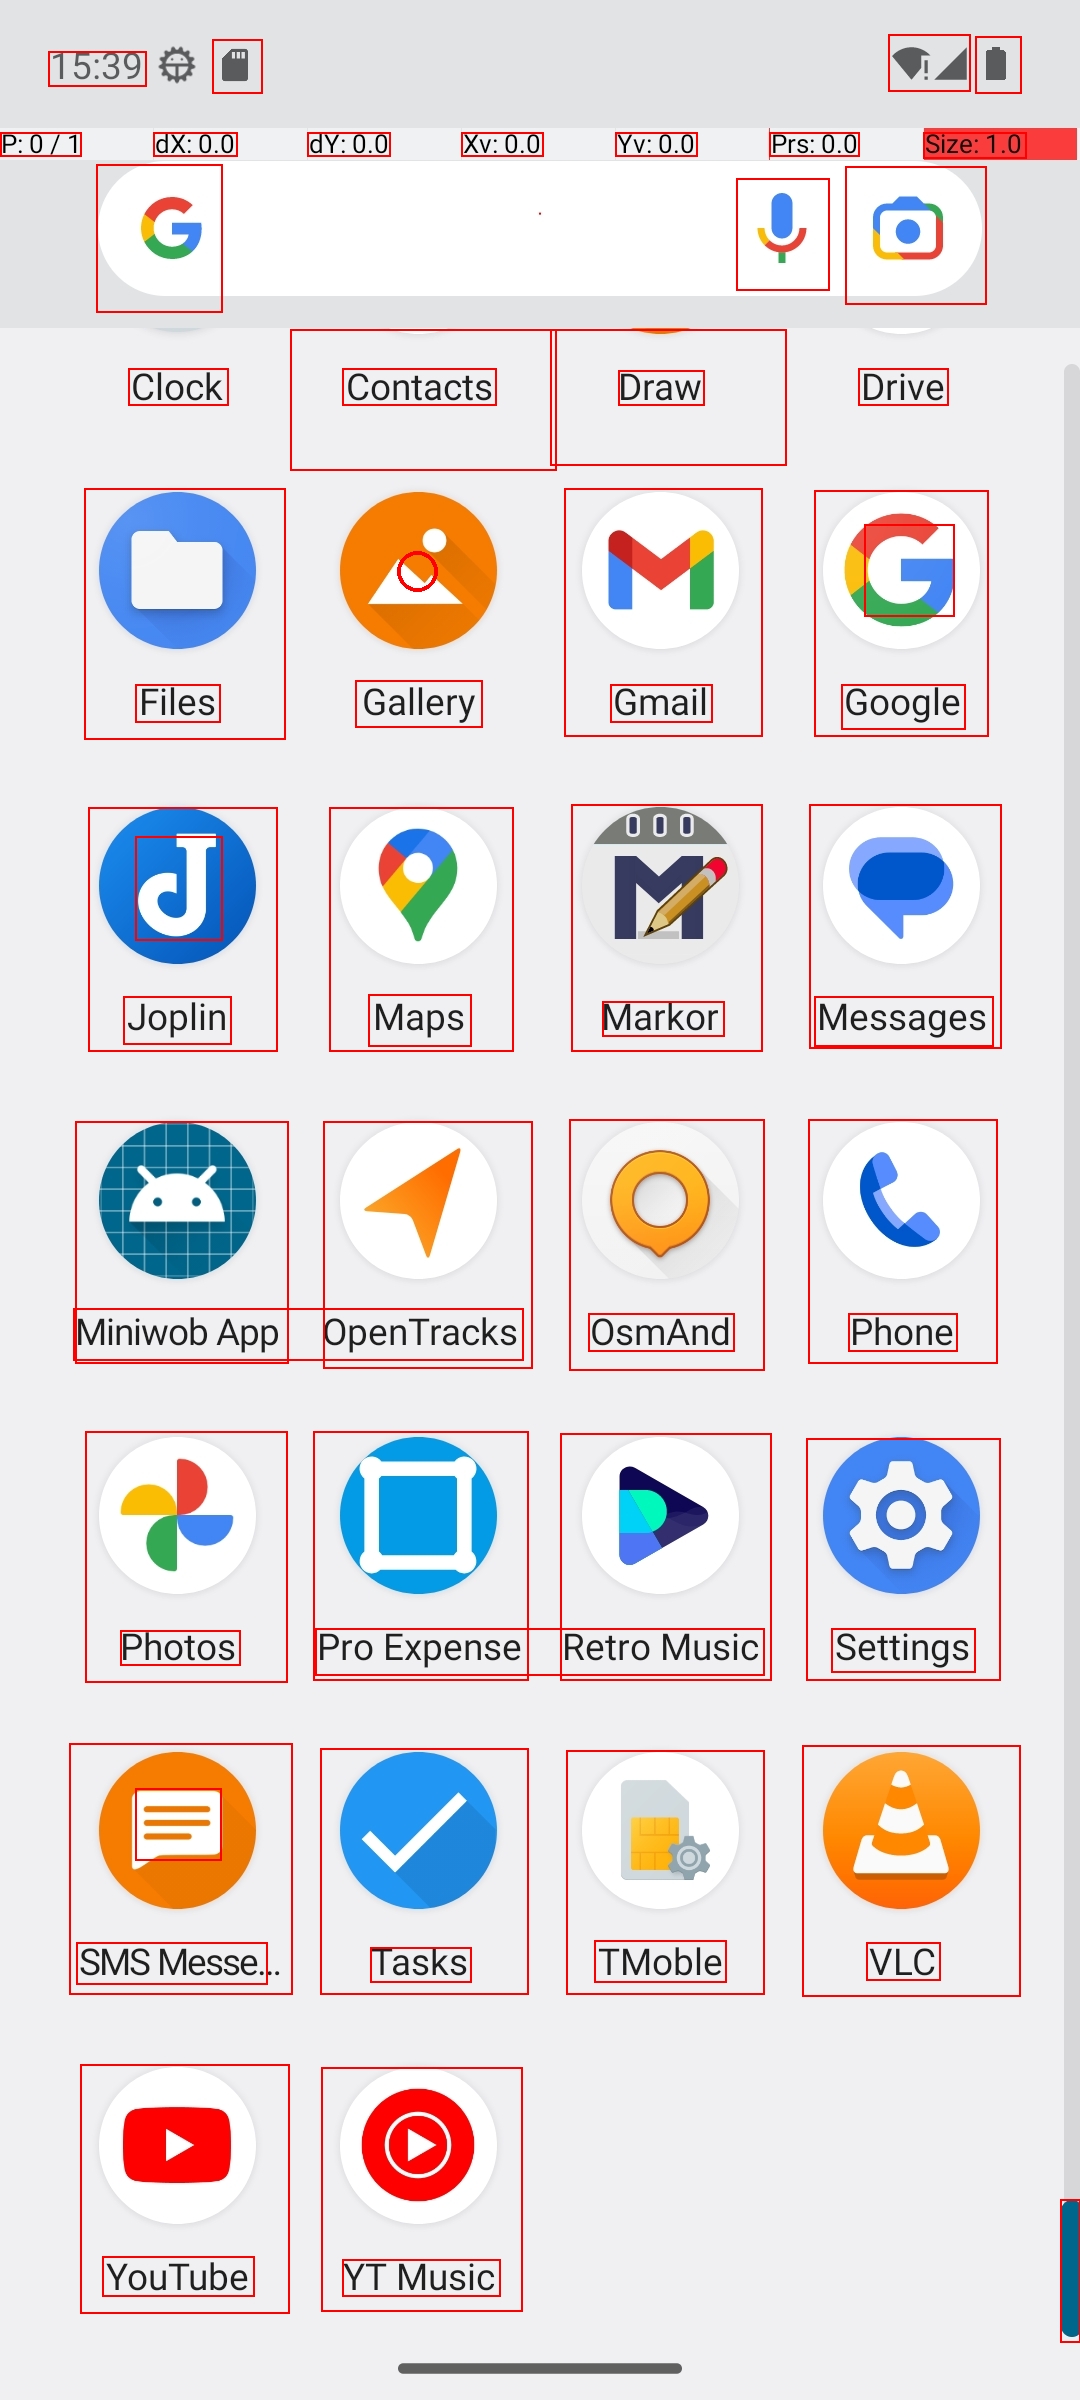 15:39
P: 0 / 1 dX: 0.0 dY: 0.0 Xv: 0.0 Yv: 0.0 Prs: 0.0 Size: 1.0
Clock Contacts Draw Drive
Files Gallery Gmail Google
Joplin Maps Markor Messages
Miniwob App OpenTracks OsmAnd Phone
Photos Pro Expense Retro Music Settings
SMS Messe... Tasks TMoble VLC
YouTube YT Music